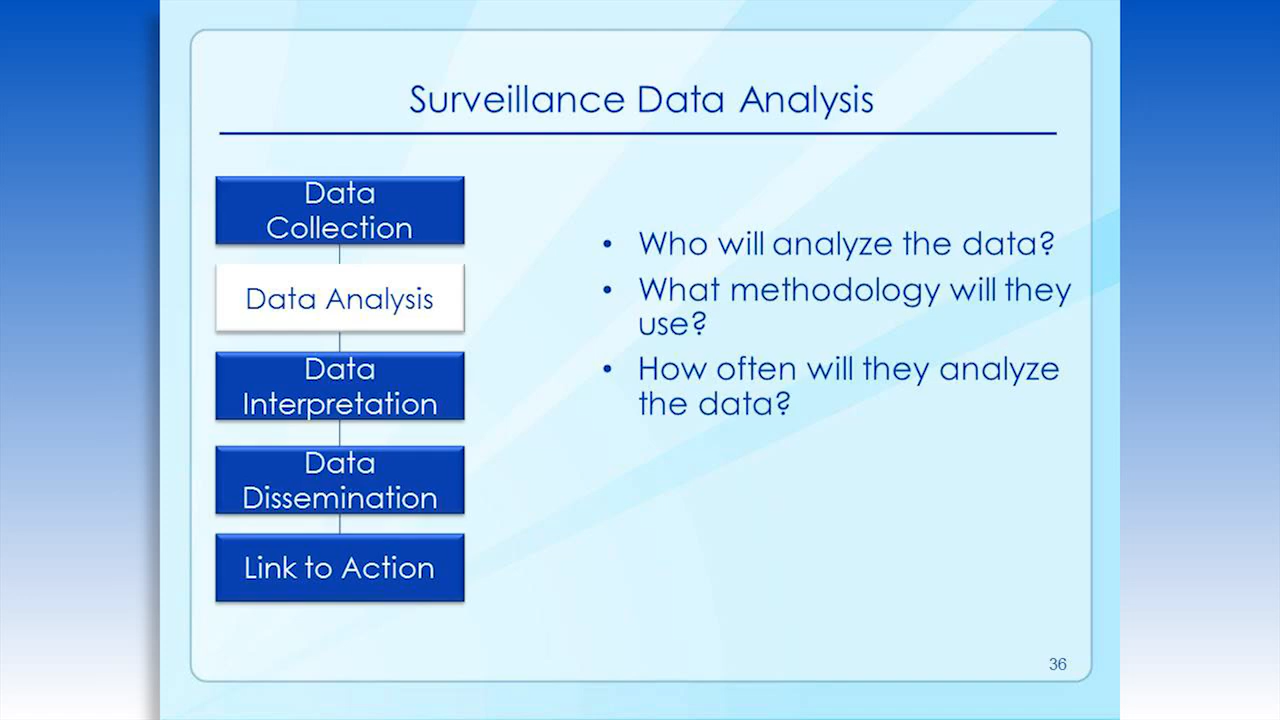 Surveillance Data Analysis
Data
Collection
Data Analysis
Data
Interpretation
Data
Dissemination
Link to Action
• Who will analyze the data?
• What methodology will they
use?
• How often will they analyze
the data?
36